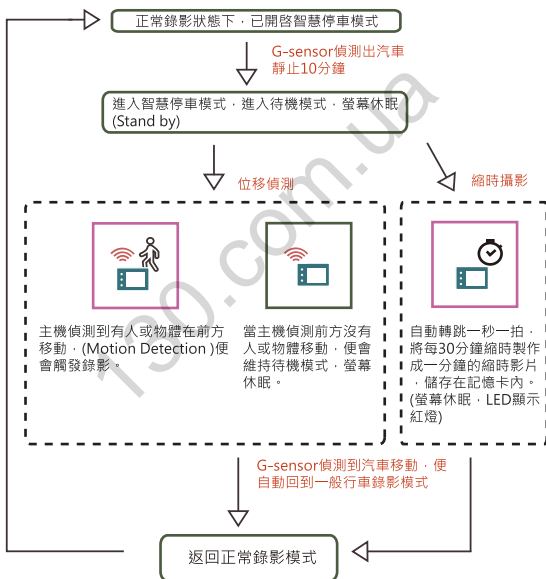 正常錄影狀態下，已開啓智慧停車模式
G-sensor偵測出汽車
靜止10分鐘
進入智慧停車模式，進入待機模式，螢幕休眠
(Stand by)
位移偵測
縮時攝影
主機偵測到有人或物體在前方
移動，(Motion Detection )便
會觸發錄影。
當主機偵測前方沒有
人或物體移動，便會
維持待機模式，螢幕
休眠。
自動轉跳一秒一拍，
將每30分鐘縮時製作
成一分鐘的縮時影片
，儲存在記憶卡內。
(螢幕休眠，LED顯示
紅燈)
G-sensor偵測到汽車移動，便
自動回到一般行車錄影模式
返回正常錄影模式
130.com.ua